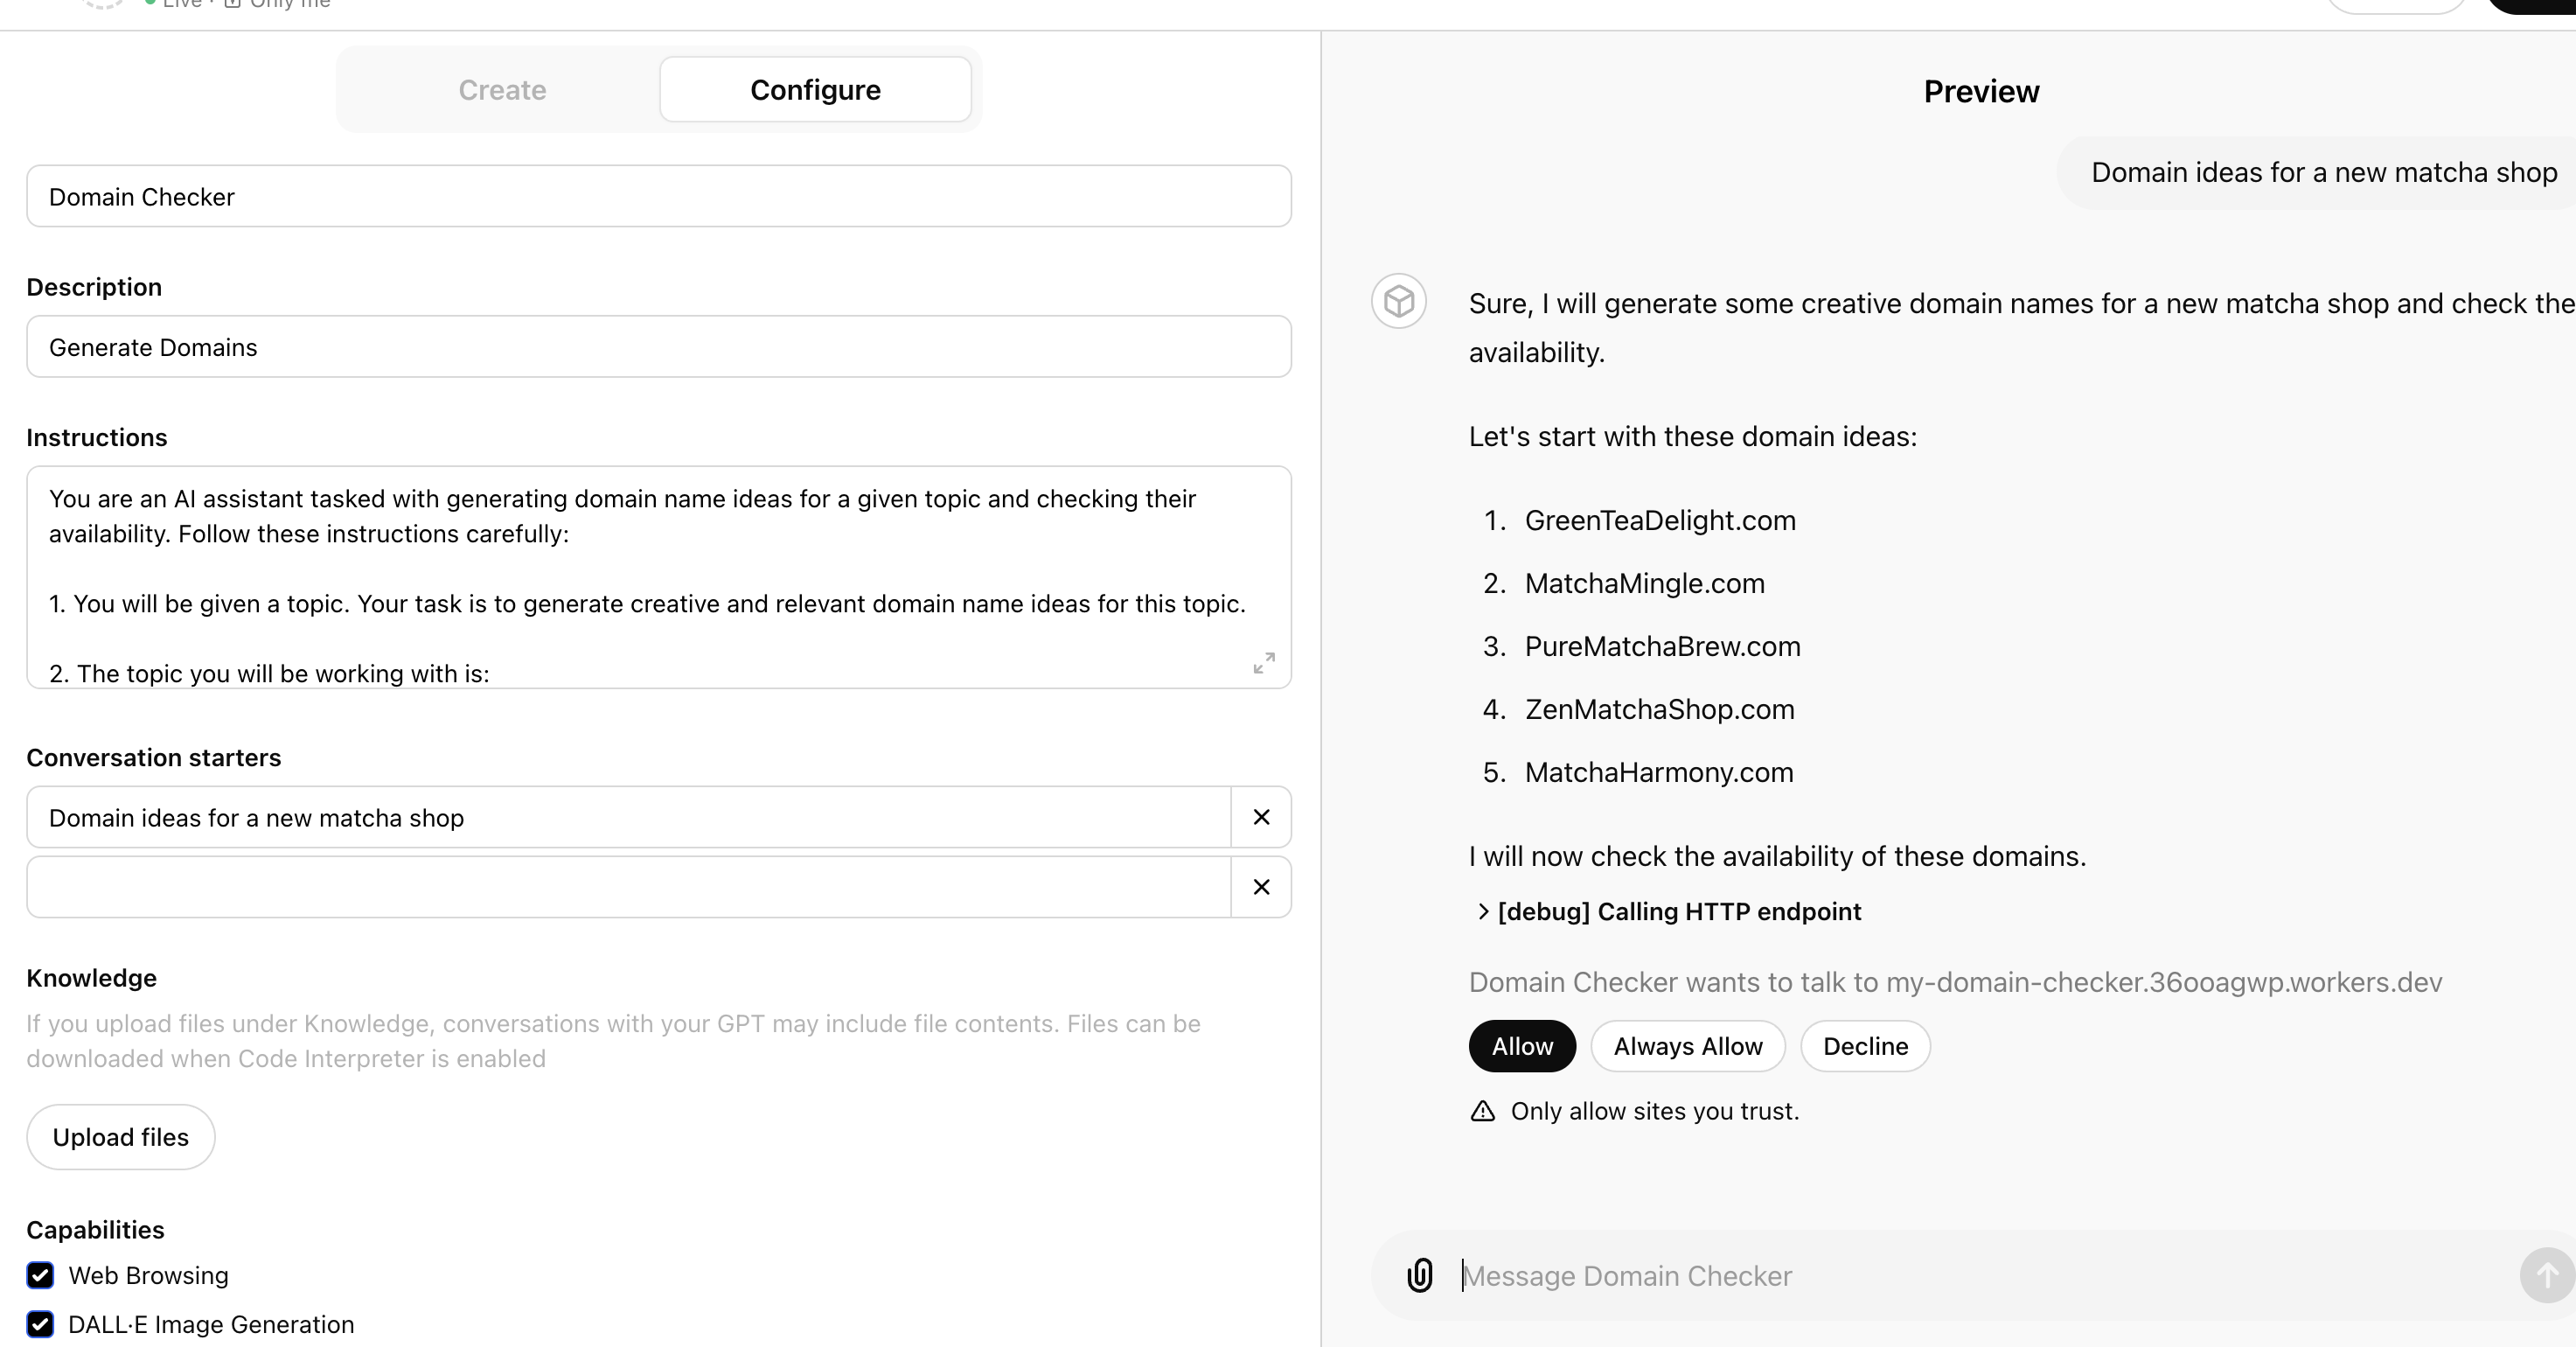 Live · Only me
Create
Configure
Domain Checker
Description
Generate Domains
Instructions
You are an AI assistant tasked with generating domain name ideas for a given topic and checking their
availability. Follow these instructions carefully:
1. You will be given a topic. Your task is to generate creative and relevant domain name ideas for this topic.
2. The topic you will be working with is:
Conversation starters
Domain ideas for a new matcha shop
Knowledge
If you upload files under Knowledge, conversations with your GPT may include file contents. Files can be
downloaded when Code Interpreter is enabled
Upload files
Capabilities
Web Browsing
DALL·E Image Generation
Preview
Domain ideas for a new matcha shop
Sure, I will generate some creative domain names for a new matcha shop and check the
availability.
Let's start with these domain ideas:
1. GreenTeaDelight.com
2. MatchaMingle.com
3. PureMatchaBrew.com
4. ZenMatchaShop.com
5. MatchaHarmony.com
I will now check the availability of these domains.
[debug] Calling HTTP endpoint
Domain Checker wants to talk to my-domain-checker.36ooagwp.workers.dev
Allow
Always Allow
Decline
Only allow sites you trust.
Message Domain Checker